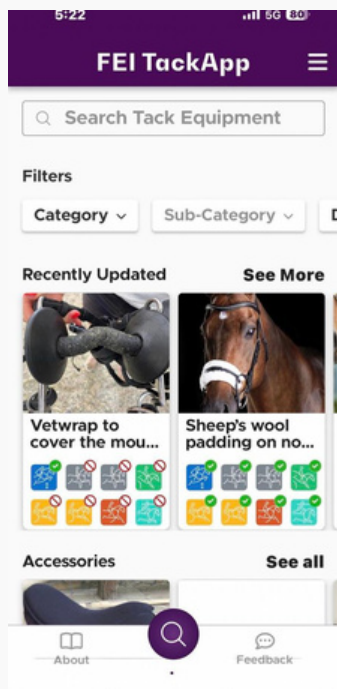 5:22
5G 80
FEI TackApp
Search Tack Equipment
Filters
Category
Sub-Category
D
Recently Updated
See More
Vetwrap to
cover the mou...
Sheep's wool
padding on no...
Accessories
See all
About
Feedback